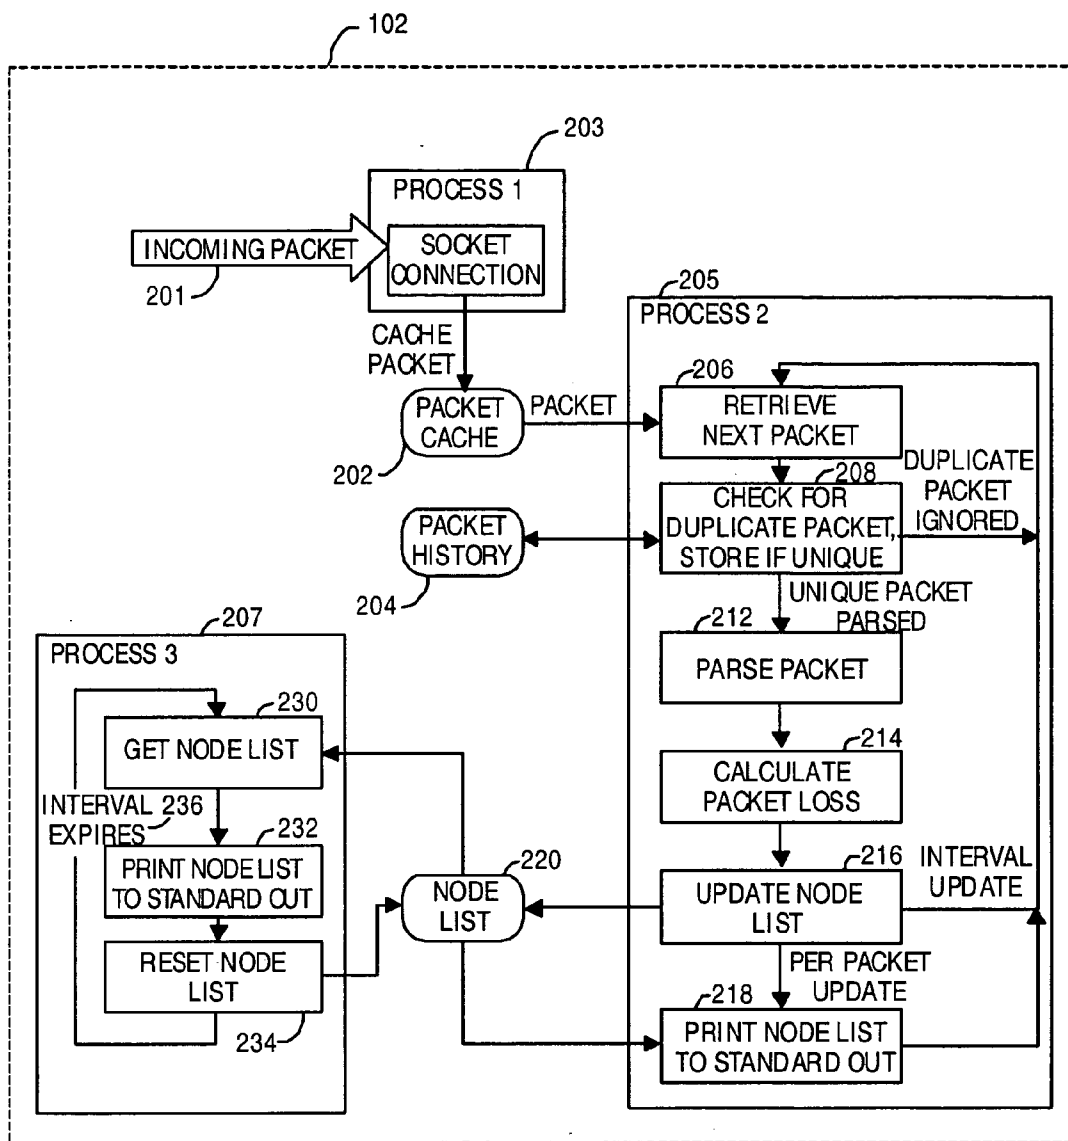 102
203
PROCESS 1
INCOMING PACKET
SOCKET
CONNECTION
201
205
PROCESS 2
CACHE
PACKET
206
PACKET
CACHE
PACKET
RETRIEVE
NEXT PACKET
202
208
DUPLICATE
PACKET
IGNORED
CHECK FOR
DUPLICATE PACKET,
STORE IF UNIQUE
PACKET
HISTORY
204
UNIQUE PACKET
PARSED
207
212
PROCESS 3
PARSE PACKET
230
GET NODE LIST
214
CALCULATE
PACKET LOSS
INTERVAL 236
EXPIRES
232
PRINT NODE LIST
TO STANDARD OUT
220
NODE
LIST
216
UPDATE NODE
LIST
INTERVAL
UPDATE
RESET NODE
LIST
234
PER PACKET
UPDATE
218
PRINT NODE LIST
TO STANDARD OUT